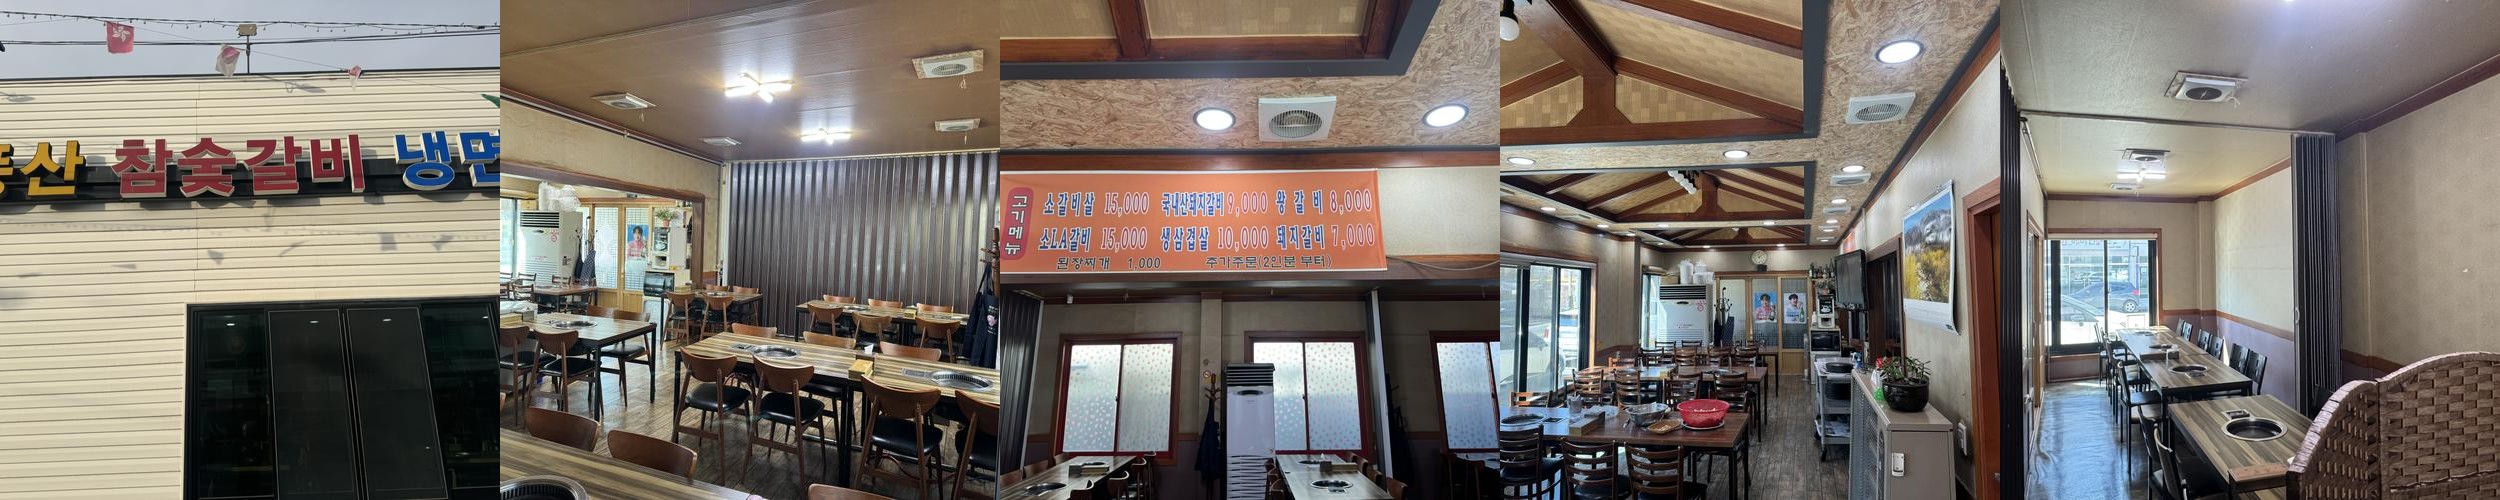 산 참숯갈비 냉면
고기메뉴
소갈비살 15,000 국내산돼지갈비 9,000 왕갈비 8,000
소LA갈비 15,000 생삼겹살 10,000 돼지갈비 7,000
된장찌개 1,000 추가주문(2인분 부터)